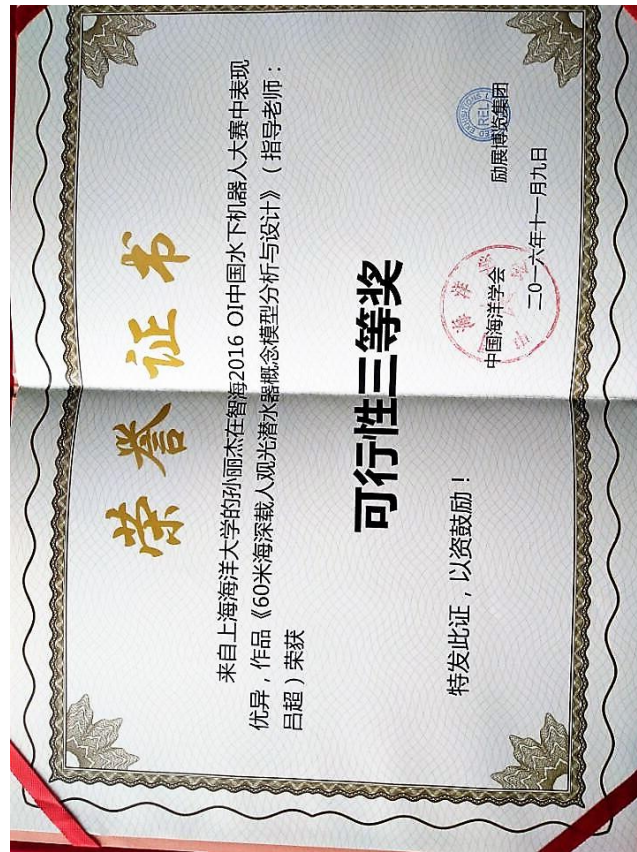 荣誉证书
来自上海海洋大学的孙丽杰在智海2016 OI中国水下机器人大赛中表现
优异，作品《60米海深载人观光潜水器概念模型分析与设计》（指导老师：
吕超）荣获
可行性三等奖
特发此证，以资鼓励！
中国海洋学会
励展博览集团
二0一六年十一月九日